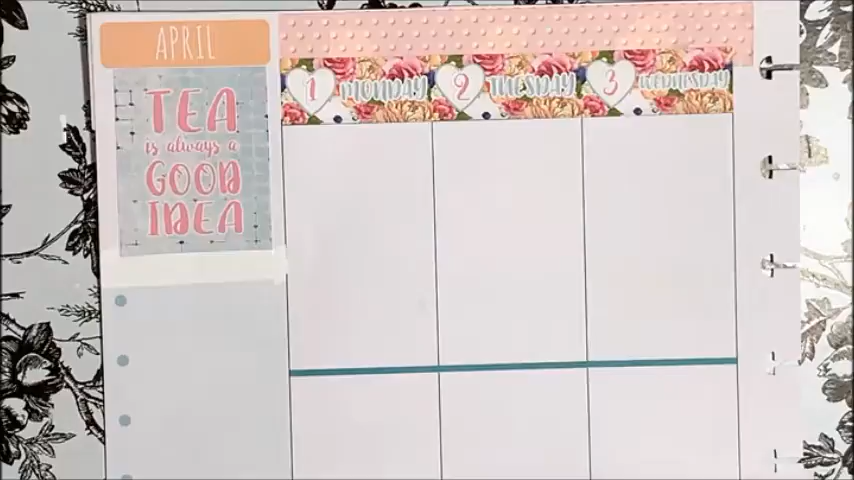 APRIL
TEA
is always a
GOOD
IDEA
1 MONDAY 2 TUESDAY 3 WEDNESDAY